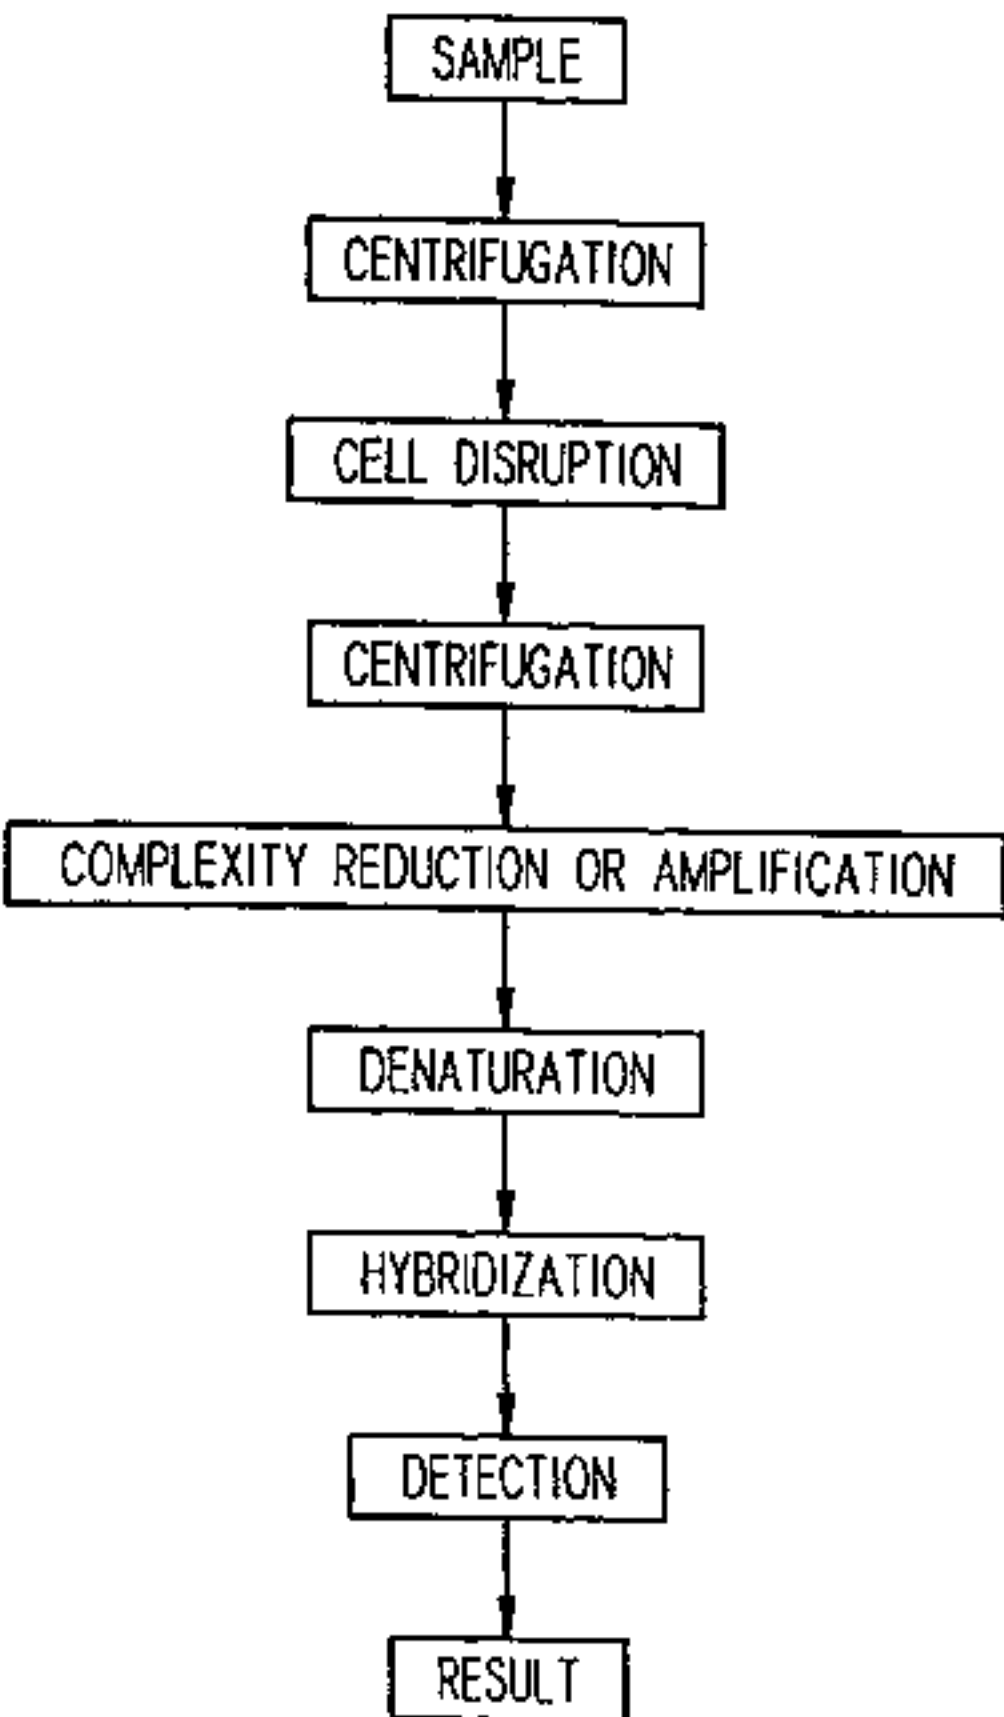 SAMPLE
CENTRIFUGATION
CELL DISRUPTION
CENTRIFUGATION
COMPLEXITY REDUCTION OR AMPLIFICATION
DENATURATION
HYBRIDIZATION
DETECTION
RESULT